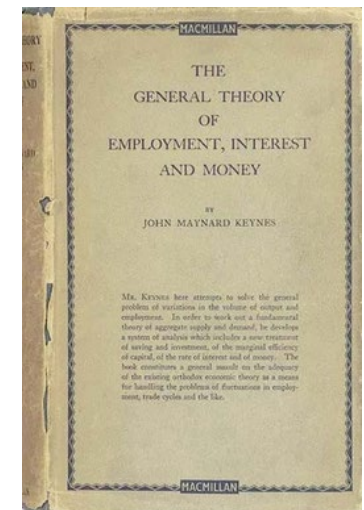 MACMILLAN
THE
GENERAL THEORY
OF
EMPLOYMENT, INTEREST
AND MONEY
BY
JOHN MAYNARD KEYNES
MR. KEYNES here attempts to solve the general
problem of variations in the volume of output and
employment. In order to work out a fundamental
theory of aggregate supply and demand, he develops
a system of analysis which includes a new treatment
of saving and investment, of the marginal efficiency
of capital, of the rate of interest and of money. The
book constitutes a general assault on the adequacy
of the existing orthodox economic theory as a means
for handling the problems of fluctuations in employ-
ment, trade cycles and the like.
MACMILLAN